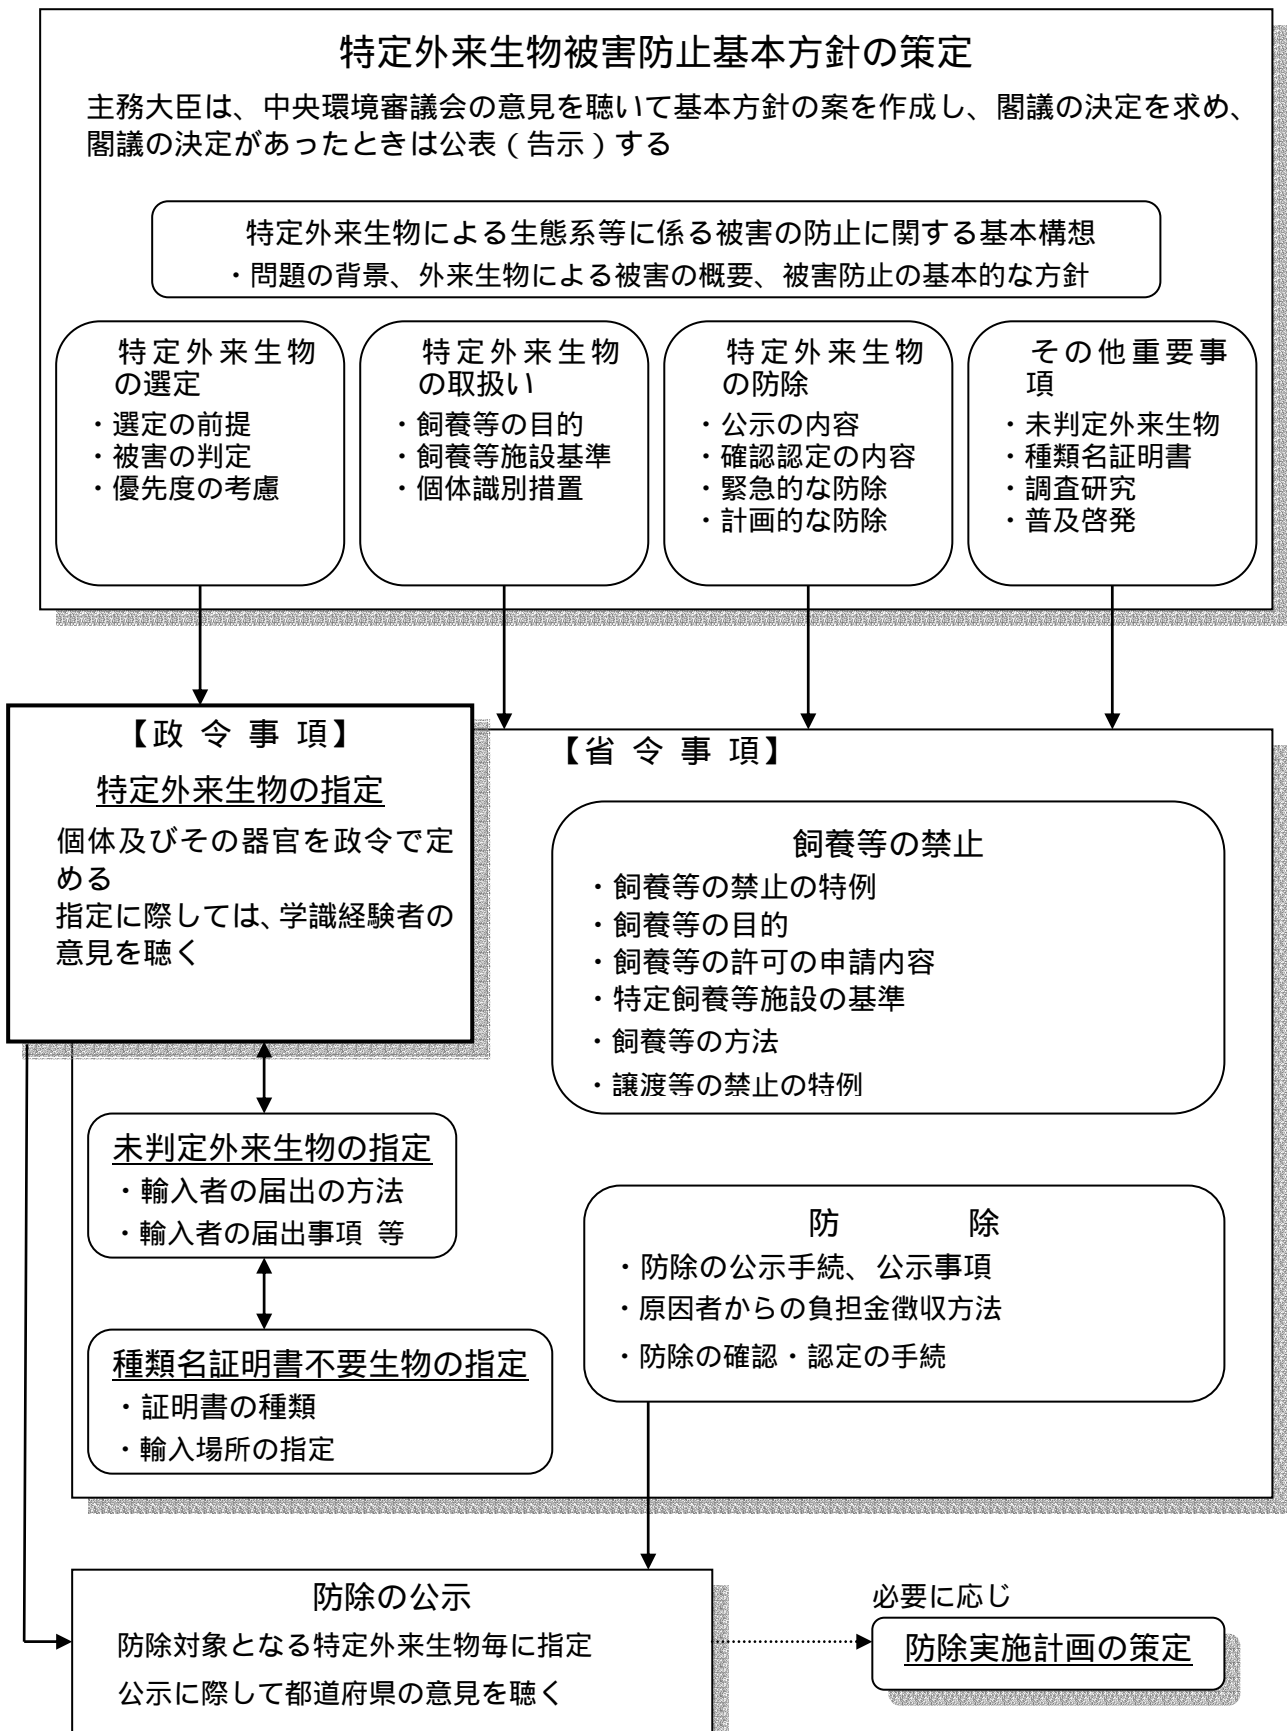 特定外来生物被害防止基本方針の策定
主務大臣は、中央環境審議会の意見を聴いて基本方針の案を作成し、閣議の決定を求め、
閣議の決定があったときは公表(告示)する
特定外来生物による生態系等に係る被害の防止に関する基本構想
・問題の背景、外来生物による被害の概要、被害防止の基本的な方針
特定外来生物
の選定
・選定の前提
・被害の判定
・優先度の考慮
特定外来生物
の取扱い
・飼養等の目的
・飼養等施設基準
・個体識別措置
特定外来生物
の防除
・公示の内容
・確認認定の内容
・緊急的な防除
・計画的な防除
その他重要事
項
・未判定外来生物
・種類名証明書
・調査研究
・普及啓発
【政 令 事 項】
特定外来生物の指定
個体及びその器官を政令で定
める
指定に際しては、学識経験者の
意見を聴く
【省 令 事 項】
飼養等の禁止
・飼養等の禁止の特例
・飼養等の目的
・飼養等の許可の申請内容
・特定飼養等施設の基準
・飼養等の方法
・譲渡等の禁止の特例
未判定外来生物の指定
・輸入者の届出の方法
・輸入者の届出事項 等
種類名証明書不要生物の指定
・証明書の種類
・輸入場所の指定
防 除
・防除の公示手続、公示事項
・原因者からの負担金徴収方法
・防除の確認・認定の手続
防除の公示
防除対象となる特定外来生物毎に指定
公示に際して都道府県の意見を聴く
必要に応じ
防除実施計画の策定